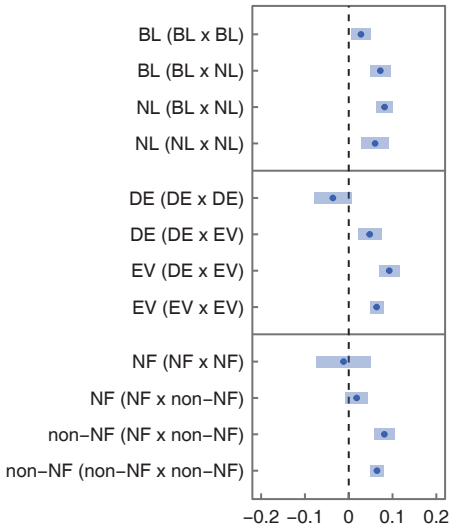 BL (BL x BL)
BL (BL x NL)
NL (BL x NL)
NL (NL x NL)
DE (DE x DE)
DE (DE x EV)
EV (DE x EV)
EV (EV x EV)
NF (NF x NF)
NF (NF x non−NF)
non−NF (NF x non−NF)
non−NF (non−NF x non−NF)
−0.2 −0.1 0 0.1 0.2